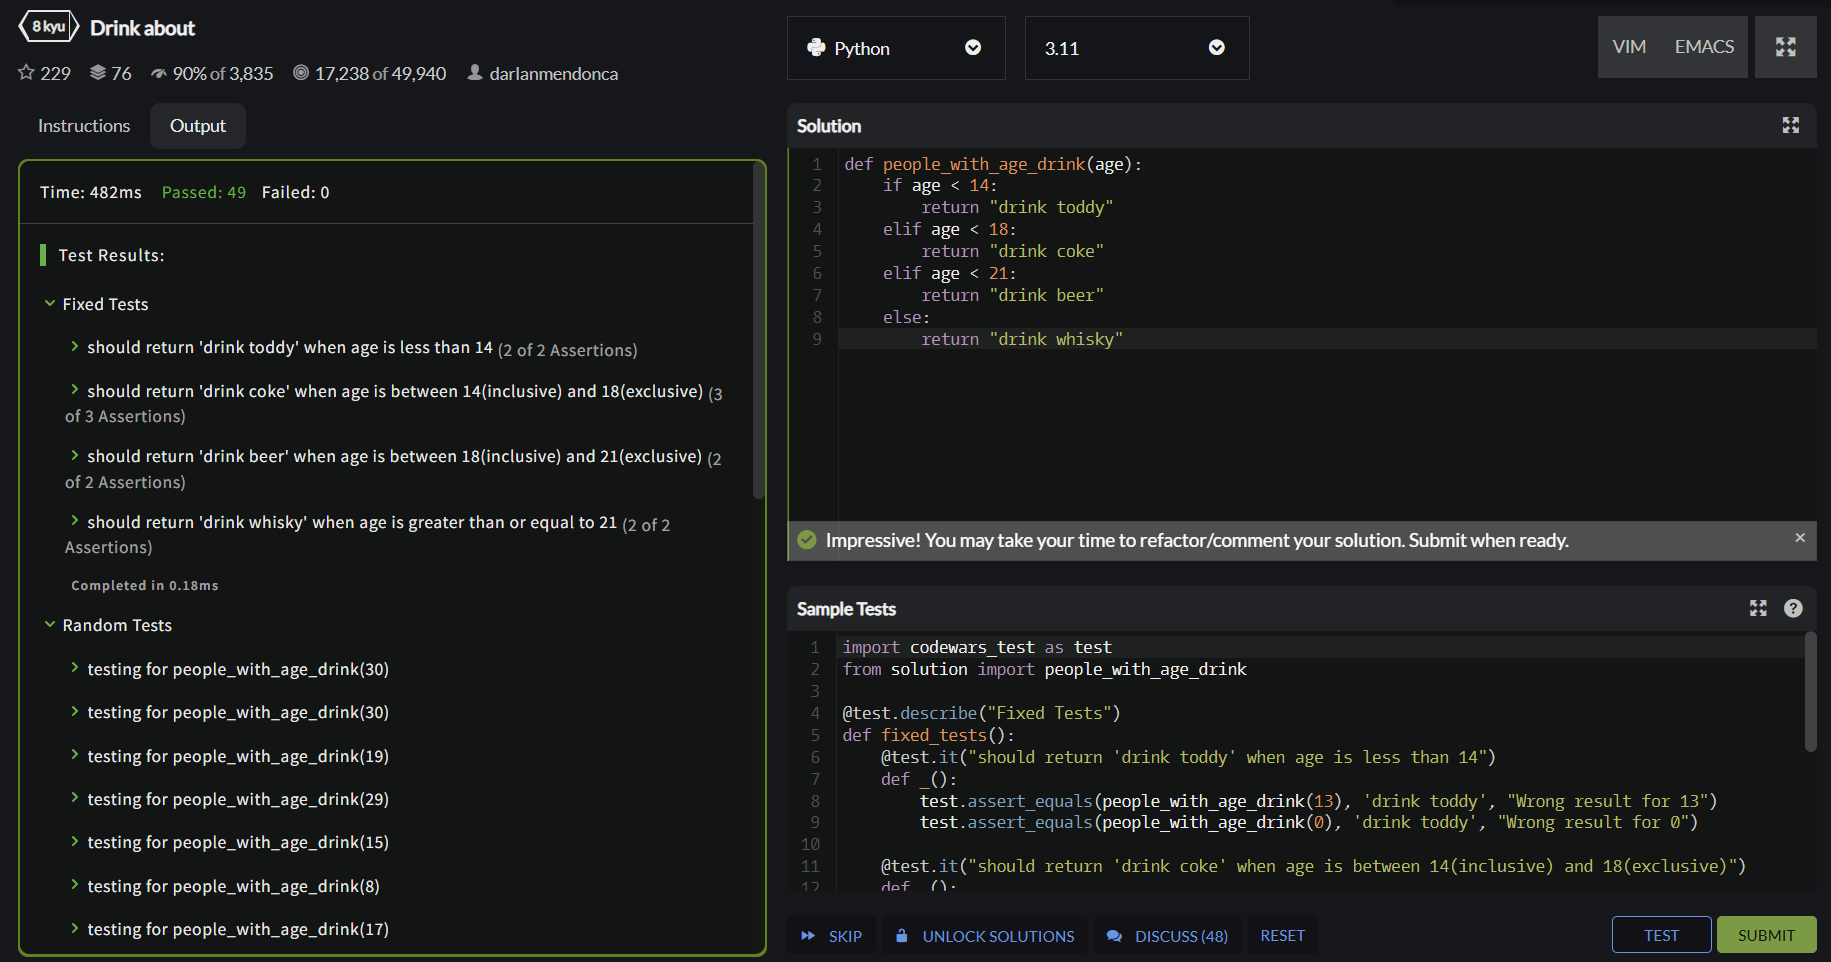 8 kyu Drink about
229 76 90% of 3,835 17,238 of 49,940 darlanmendonca
Instructions Output
Time: 482ms Passed: 49 Failed: 0
Test Results:
Fixed Tests
should return 'drink toddy' when age is less than 14 (2 of 2 Assertions)
should return 'drink coke' when age is between 14(inclusive) and 18(exclusive) (3
of 3 Assertions)
should return 'drink beer' when age is between 18(inclusive) and 21(exclusive) (2
of 2 Assertions)
should return 'drink whisky' when age is greater than or equal to 21 (2 of 2
Assertions)
Completed in 0.18ms
Random Tests
testing for people_with_age_drink(30)
testing for people_with_age_drink(30)
testing for people_with_age_drink(19)
testing for people_with_age_drink(29)
testing for people_with_age_drink(15)
testing for people_with_age_drink(8)
testing for people_with_age_drink(17)
Python 3.11 VIM EMACS
Solution
1 def people_with_age_drink(age):
2     if age < 14:
3         return "drink toddy"
4     elif age < 18:
5         return "drink coke"
6     elif age < 21:
7         return "drink beer"
8     else:
9         return "drink whisky"
Impressive! You may take your time to refactor/comment your solution. Submit when ready. ×
Sample Tests ?
1 import codewars_test as test
2 from solution import people_with_age_drink
3
4 @test.describe("Fixed Tests")
5 def fixed_tests():
6     @test.it("should return 'drink toddy' when age is less than 14")
7     def _():
8         test.assert_equals(people_with_age_drink(13), 'drink toddy', "Wrong result for 13")
9         test.assert_equals(people_with_age_drink(0), 'drink toddy', "Wrong result for 0")
10
11     @test.it("should return 'drink coke' when age is between 14(inclusive) and 18(exclusive)")
12     def _():
SKIP UNLOCK SOLUTIONS DISCUSS (48) RESET TEST SUBMIT